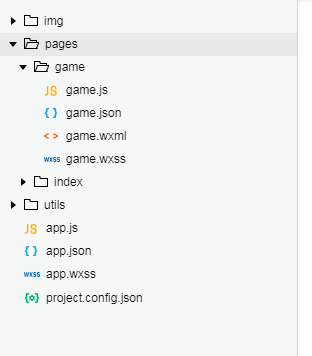 img
pages
game
JS game.js
{ } game.json
< > game.wxml
wxss game.wxss
index
utils
JS app.js
{ } app.json
wxss app.wxss
{o} project.config.json